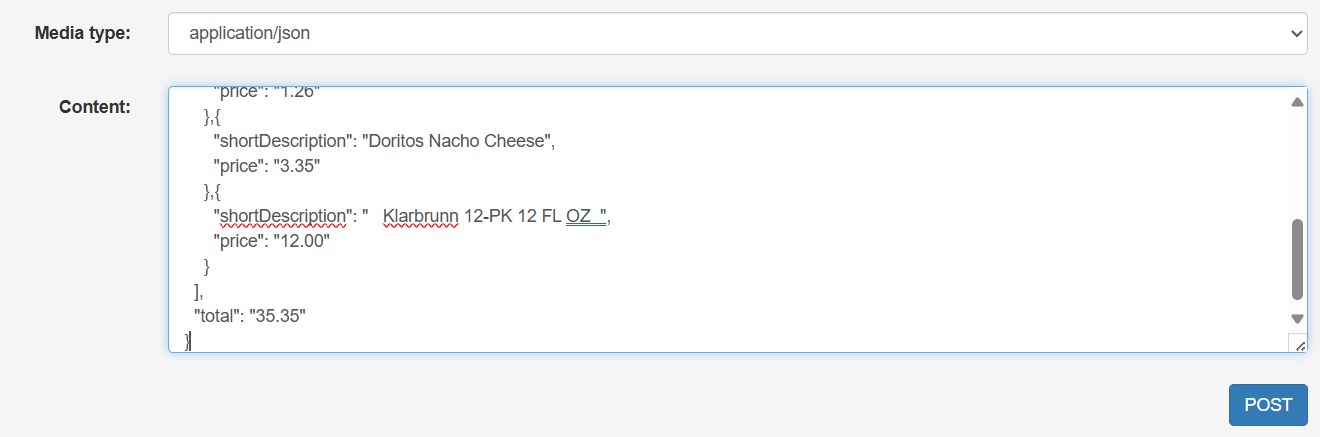 Media type:
application/json
Content:
"price": "1.26"
},{
"shortDescription": "Doritos Nacho Cheese",
"price": "3.35"
},{
"shortDescription": "   Klarbrunn 12-PK 12 FL OZ  ",
"price": "12.00"
}
],
"total": "35.35"
}
POST